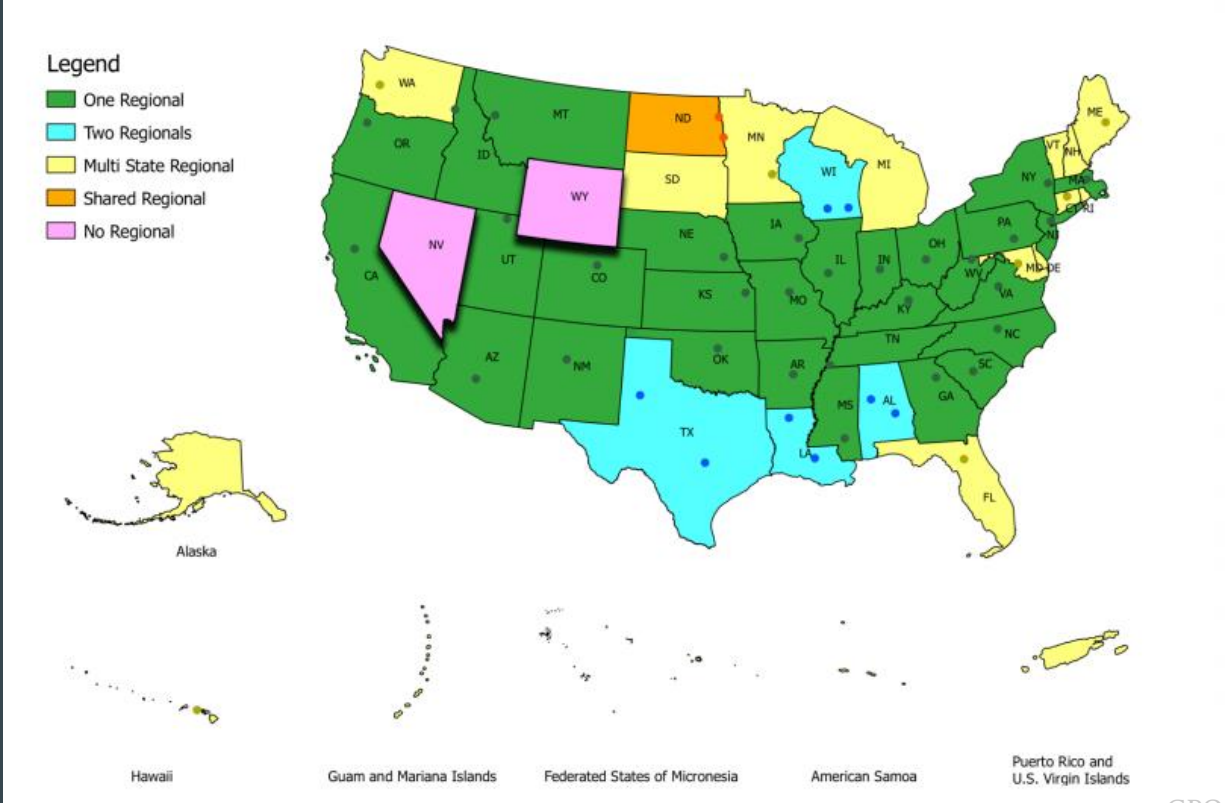 Legend
One Regional
Two Regionals
Multi State Regional
Shared Regional
No Regional
WA
MT
ND
MN
ME
OR
ID
VT
NH
SD
WI
MI
NY
MA
WY
CT RI
NV
NE
IA
PA
NJ
UT
CO
IL
IN
OH
MD DE
CA
KS
MO
WV
VA
KY
AZ
NM
OK
AR
TN
NC
SC
MS
AL
GA
TX
LA
FL
Alaska
Hawaii
Guam and Mariana Islands
Federated States of Micronesia
American Samoa
Puerto Rico and
U.S. Virgin Islands